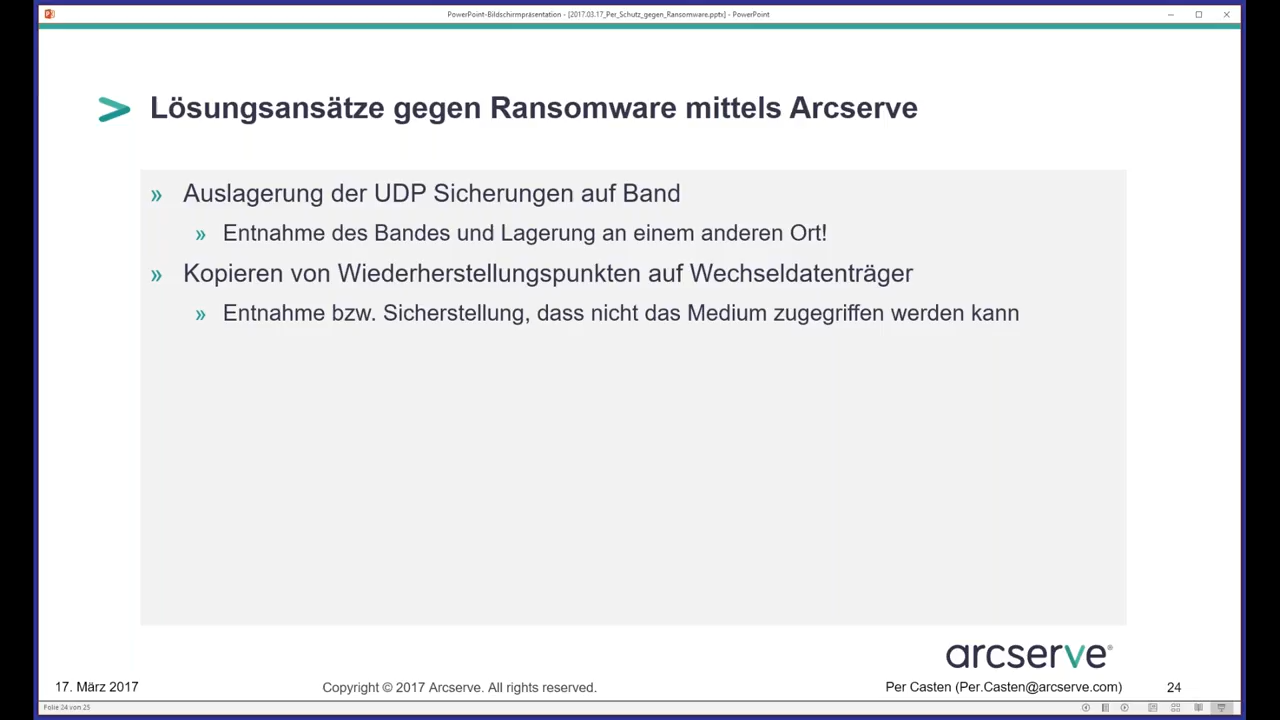 PowerPoint-Bildschirmpräsentation - [2017.03.17_Per_Schutz_gegen_Ransomware.pptx] - PowerPoint
Lösungsansätze gegen Ransomware mittels Arcserve
» Auslagerung der UDP Sicherungen auf Band
» Entnahme des Bandes und Lagerung an einem anderen Ort!
» Kopieren von Wiederherstellungspunkten auf Wechseldatenträger
» Entnahme bzw. Sicherstellung, dass nicht das Medium zugegriffen werden kann
arcserve®
17. März 2017
Copyright © 2017 Arcserve. All rights reserved.
Per Casten (Per.Casten@arcserve.com)
24
Folie 24 von 25